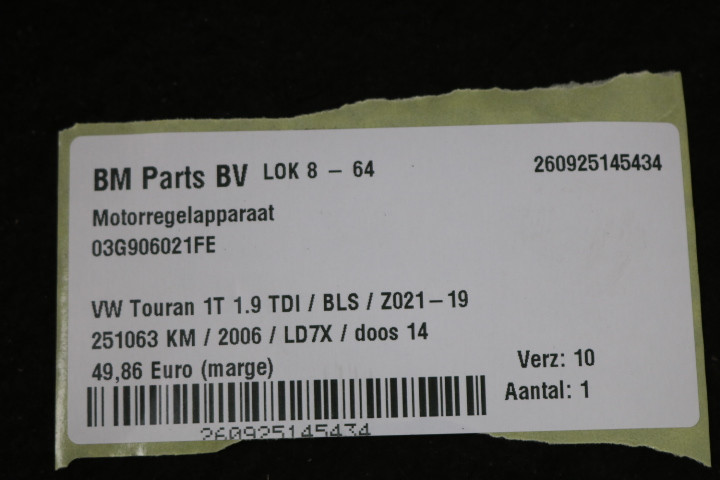 BM Parts BV LOK 8 - 64 260925145434
Motorregelapparaat
03G906021FE
VW Touran 1T 1.9 TDI / BLS / Z021-19
251063 KM / 2006 / LD7X / doos 14
49,86 Euro (marge) Verz: 10
Aantal: 1
260925145434